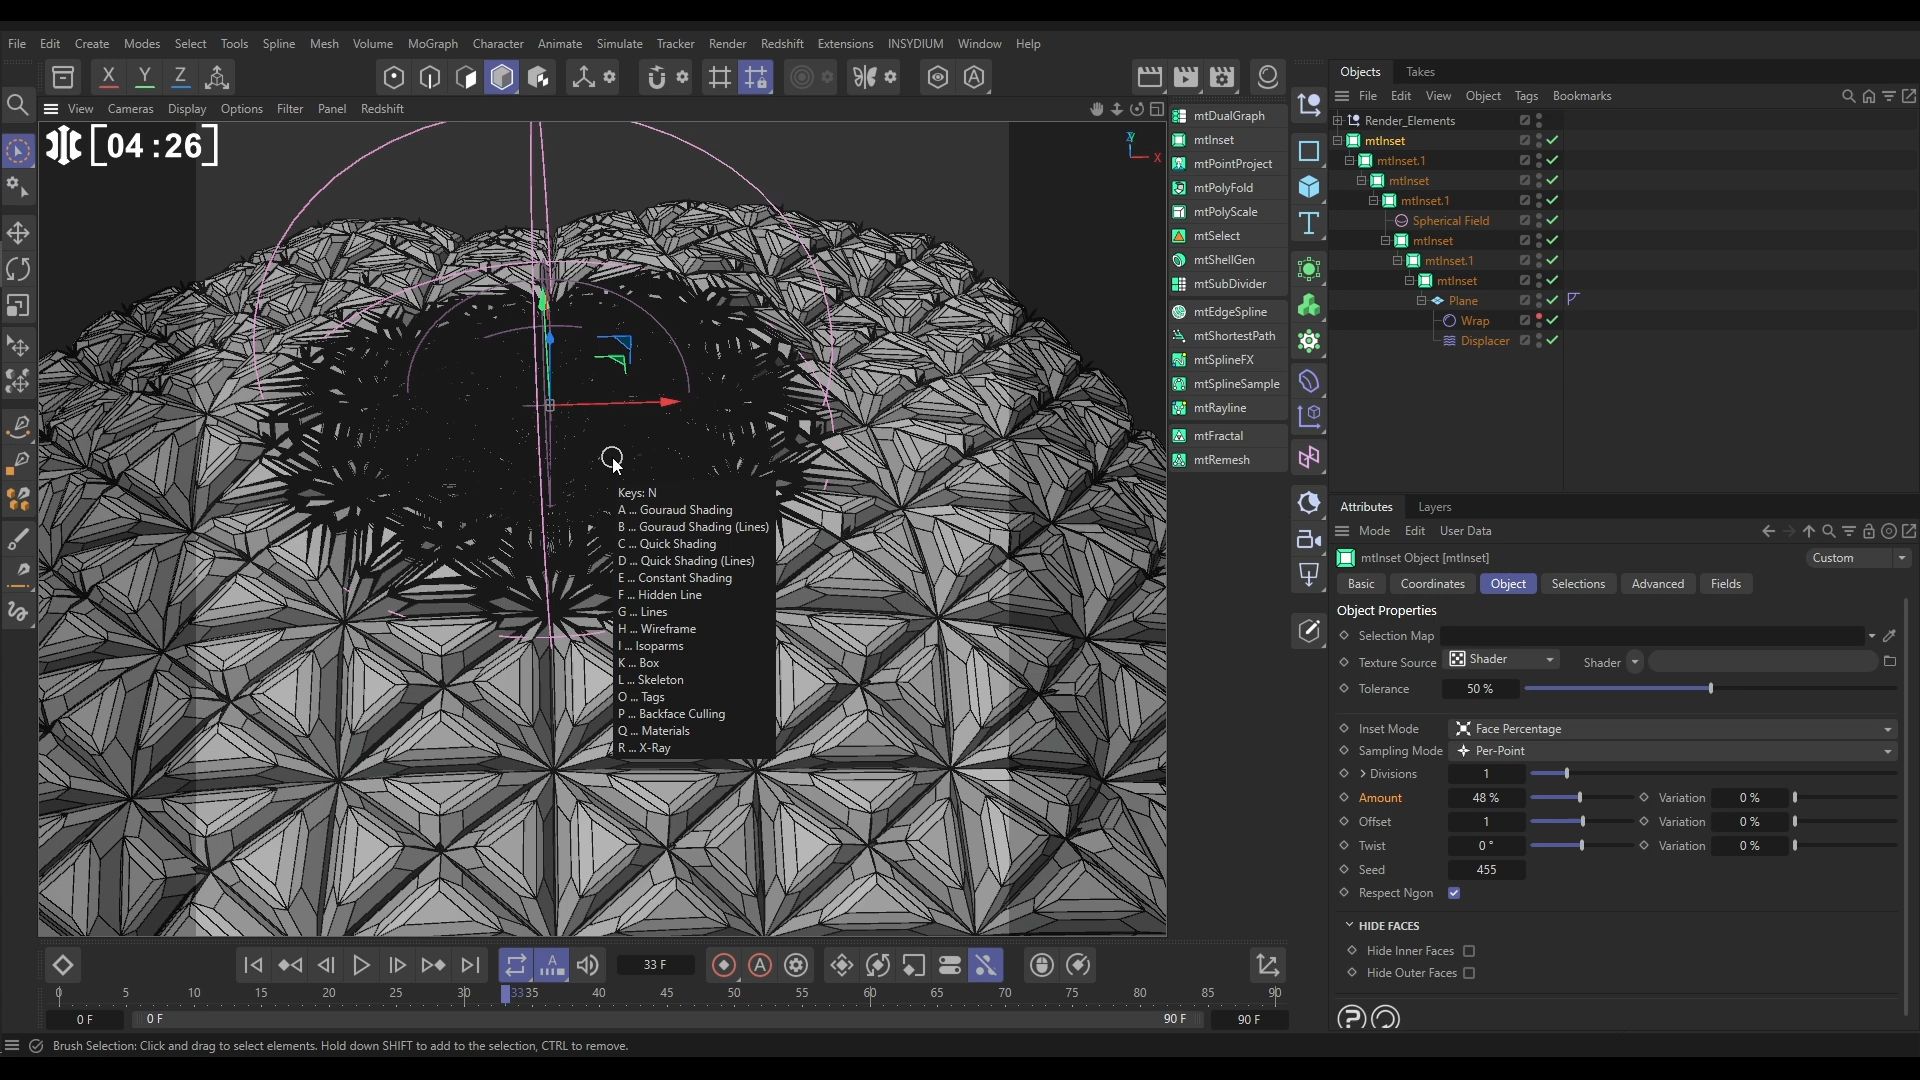 File Edit Create Modes Select Tools Spline Mesh Volume MoGraph Character Animate Simulate Tracker Render Redshift Extensions INSYDIUM Window Help
X Y Z
View Cameras Display Options Filter Panel Redshift
[04:26]
Y
X
Keys: N
A ... Gouraud Shading
B ... Gouraud Shading (Lines)
C ... Quick Shading
D ... Quick Shading (Lines)
E ... Constant Shading
F ... Hidden Line
G ... Lines
H ... Wireframe
I ... Isoparms
K ... Box
L ... Skeleton
O ... Tags
P ... Backface Culling
Q ... Materials
R ... X-Ray
mtDualGraph
mtInset
mtPointProject
mtPolyFold
mtPolyScale
mtSelect
mtShellGen
mtSubDivider
mtEdgeSpline
mtShortestPath
mtSplineFX
mtSplineSample
mtRayline
mtFractal
mtRemesh
Objects Takes
File Edit View Object Tags Bookmarks
Render_Elements
mtInset
mtInset.1
mtInset
mtInset.1
Spherical Field
mtInset
mtInset.1
mtInset
Plane
Wrap
Displacer
Attributes Layers
Mode Edit User Data
mtInset Object [mtInset] Custom
Basic Coordinates Object Selections Advanced Fields
Object Properties
Selection Map
Texture Source Shader Shader
Tolerance 50 %
Inset Mode Face Percentage
Sampling Mode Per-Point
Divisions 1
Amount 48 % Variation 0 %
Offset 1 Variation 0 %
Twist 0 ° Variation 0 %
Seed 455
Respect Ngon
HIDE FACES
Hide Inner Faces
Hide Outer Faces
33 F
0 5 10 15 20 25 30 33 35 40 45 50 55 60 65 70 75 80 85 90
0 F 0 F 90 F 90 F
Brush Selection: Click and drag to select elements. Hold down SHIFT to add to the selection, CTRL to remove.